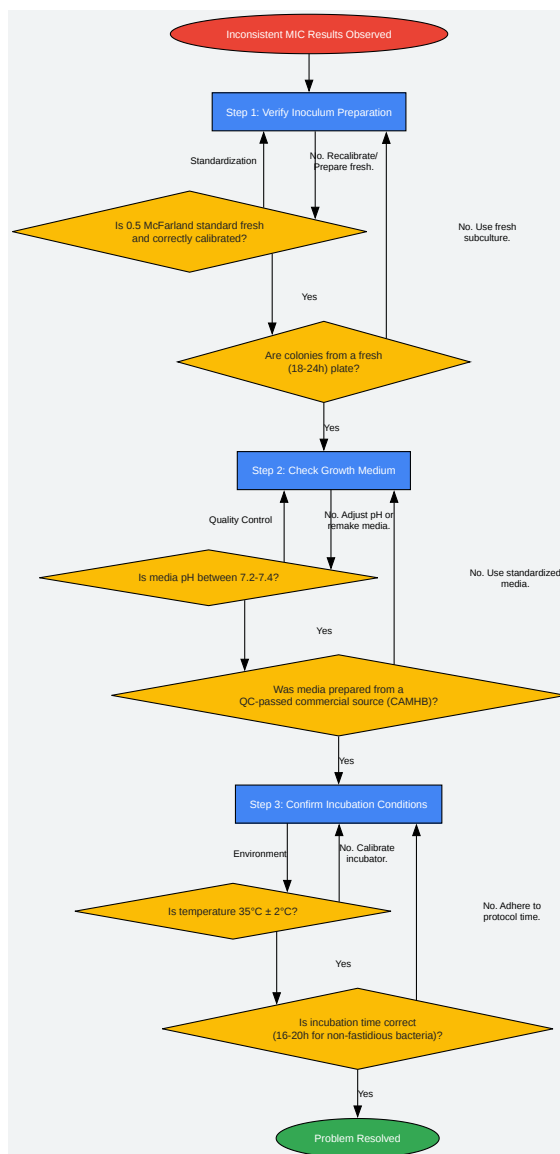 Inconsistent MIC Results Observed
Step 1: Verify Inoculum Preparation
Standardization
No. Recalibrate/
Prepare fresh.
Is 0.5 McFarland standard fresh
and correctly calibrated?
No. Use fresh
subculture.
Yes
Are colonies from a fresh
(18-24h) plate?
Yes
Step 2: Check Growth Medium
Quality Control
No. Adjust pH or
remake media.
Is media pH between 7.2-7.4?
No. Use standardized
media.
Yes
Was media prepared from a
QC-passed commercial source (CAMHB)?
Yes
Step 3: Confirm Incubation Conditions
Environment
No. Calibrate
incubator.
Is temperature 35°C ± 2°C?
No. Adhere to
protocol time.
Yes
Is incubation time correct
(16-20h for non-fastidious bacteria)?
Yes
Problem Resolved